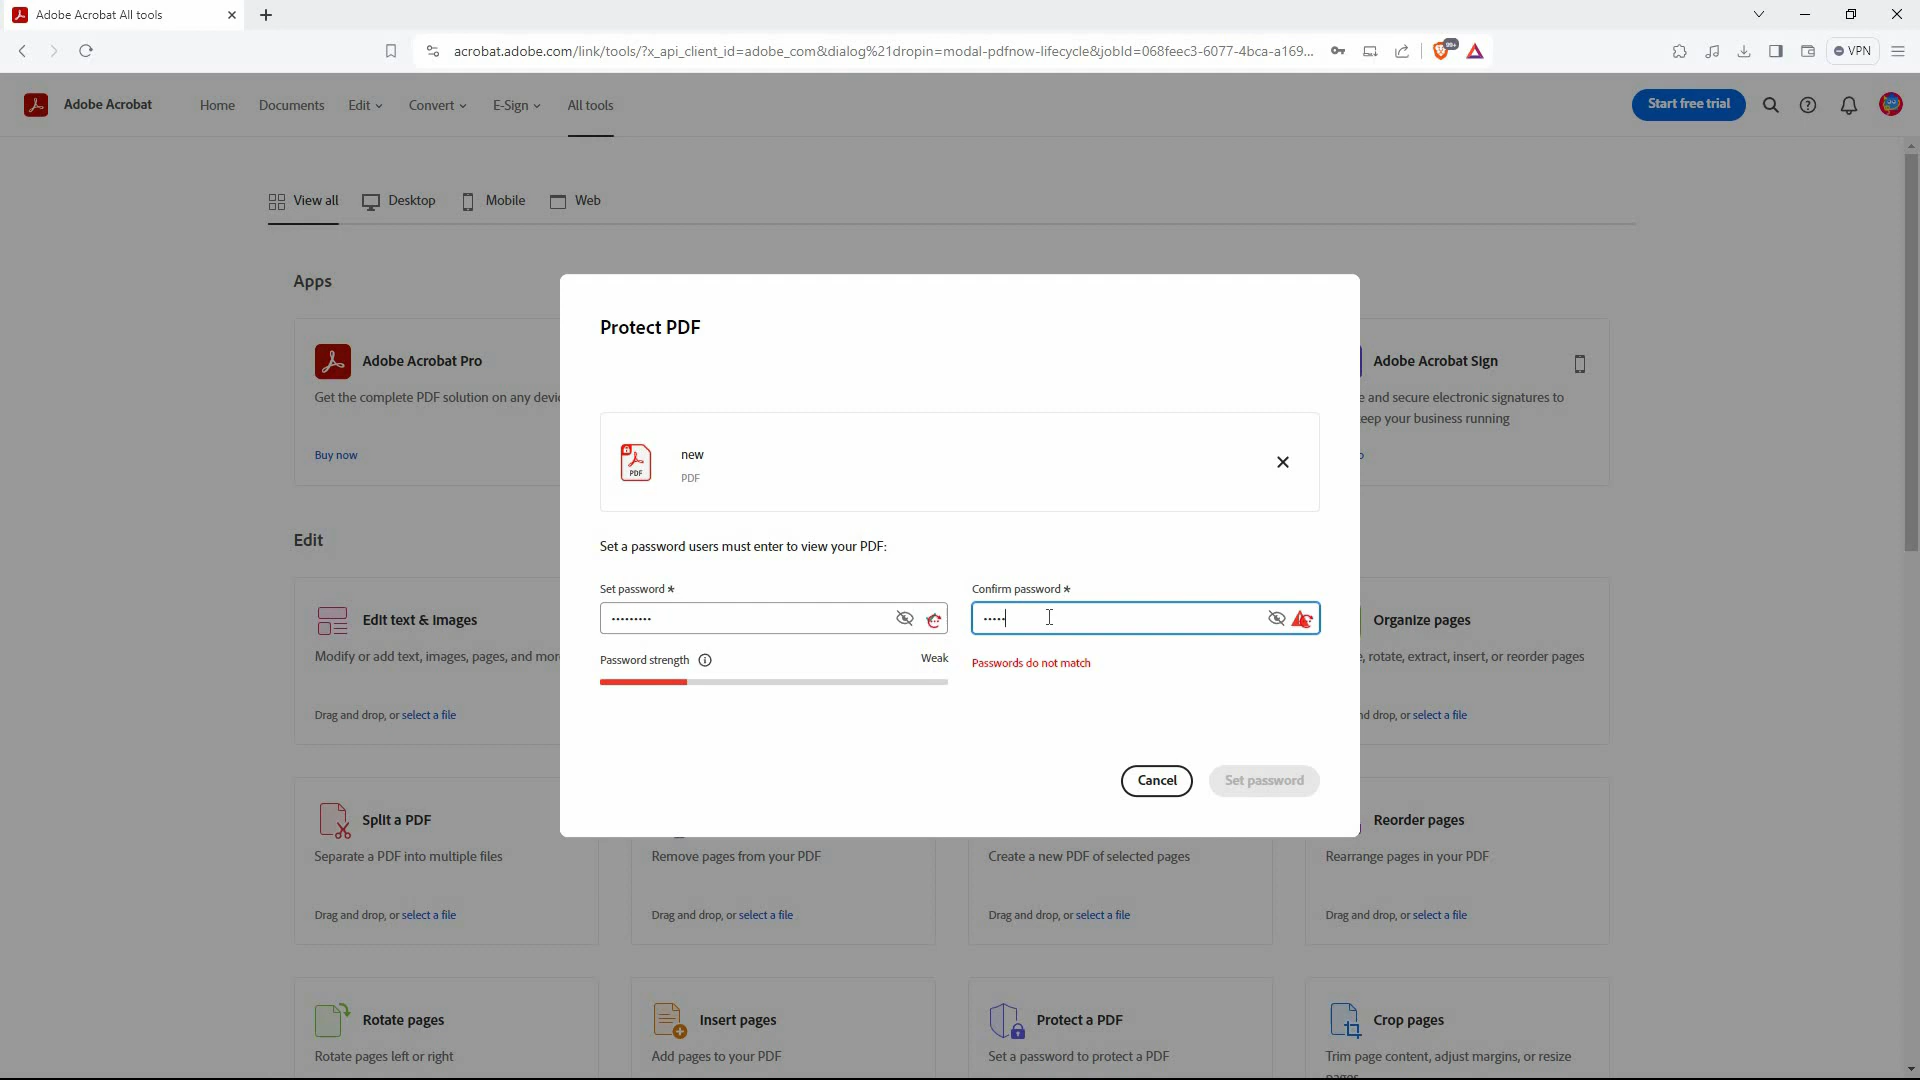 Adobe Acrobat All tools
acrobat.adobe.com/link/tools/?x_api_client_id=adobe_com&dialog%21dropin=modal-pdfnow-lifecycle&jobId=068feec3-6077-4bca-a169...
99+
VPN
Adobe Acrobat
Home
Documents
Edit
Convert
E-Sign
All tools
Start free trial
View all
Desktop
Mobile
Web
Apps
Adobe Acrobat Pro
Get the complete PDF solution on any devi
Buy now
Adobe Acrobat Sign
and secure electronic signatures to
eep your business running
Protect PDF
PDF
new
PDF
Set a password users must enter to view your PDF:
Set password *
Confirm password *
•••••••••
•••••
Password strength
Weak
Passwords do not match
Cancel
Set password
Edit
Edit text & images
Modify or add text, images, pages, and mor
Drag and drop, or select a file
Organize pages
, rotate, extract, insert, or reorder pages
d drop, or select a file
Split a PDF
Separate a PDF into multiple files
Drag and drop, or select a file
Remove pages from your PDF
Drag and drop, or select a file
Create a new PDF of selected pages
Drag and drop, or select a file
Reorder pages
Rearrange pages in your PDF
Drag and drop, or select a file
Rotate pages
Rotate pages left or right
Insert pages
Add pages to your PDF
Protect a PDF
Set a password to protect a PDF
Crop pages
Trim page content, adjust margins, or resize